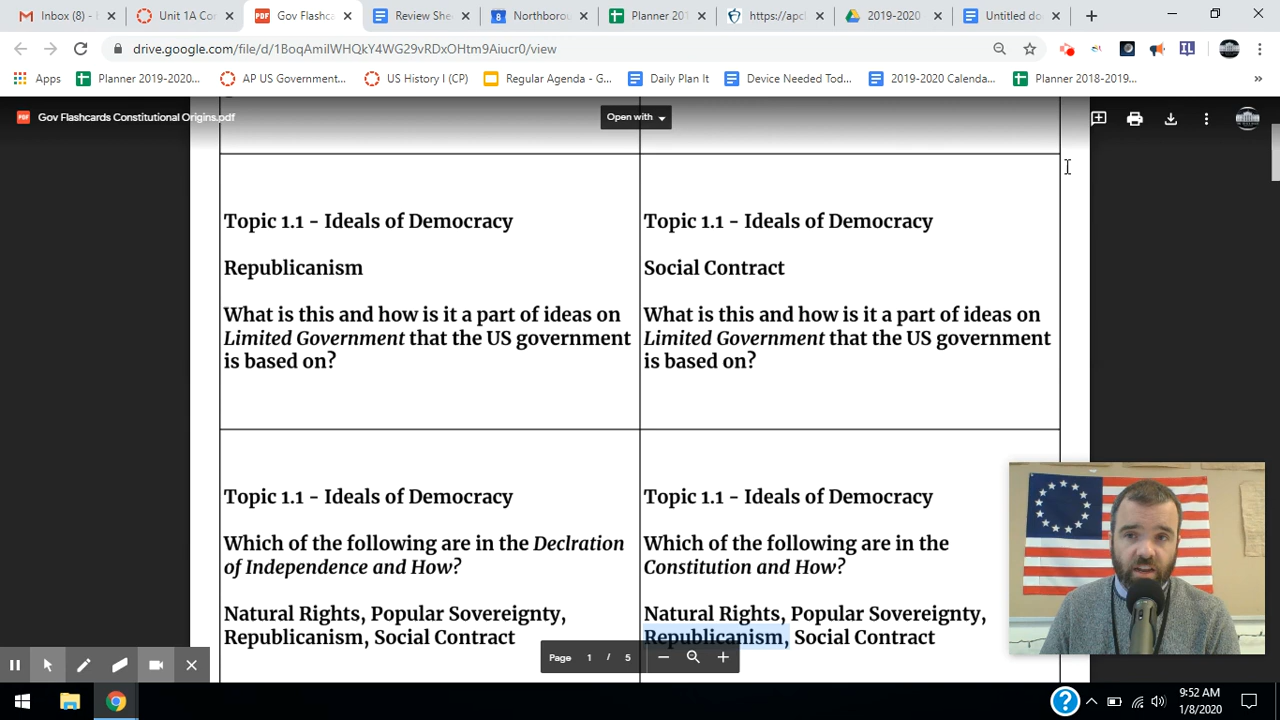 Inbox (8) - E
Unit 1A Con
Gov Flashca
Review She
Northborou
Planner 201
https://apcl
2019-2020
Untitled do
drive.google.com/file/d/1BoqAmilWHQkY4WG29vRDxOHtm9Aiucr0/view
Apps
Planner 2019-2020...
AP US Government...
US History I (CP)
Regular Agenda - G...
Daily Plan It
Device Needed Tod...
2019-2020 Calenda...
Planner 2018-2019...
Gov Flashcards Constitutional Origins.pdf
Open with
Topic 1.1 - Ideals of Democracy
Republicanism
What is this and how is it a part of ideas on
Limited Government that the US government
is based on?
Topic 1.1 - Ideals of Democracy
Social Contract
What is this and how is it a part of ideas on
Limited Government that the US government
is based on?
Topic 1.1 - Ideals of Democracy
Which of the following are in the Declration
of Independence and How?
Natural Rights, Popular Sovereignty,
Republicanism, Social Contract
Topic 1.1 - Ideals of Democracy
Which of the following are in the
Constitution and How?
Natural Rights, Popular Sovereignty,
Republicanism, Social Contract
Page 1 / 5
9:52 AM
1/8/2020